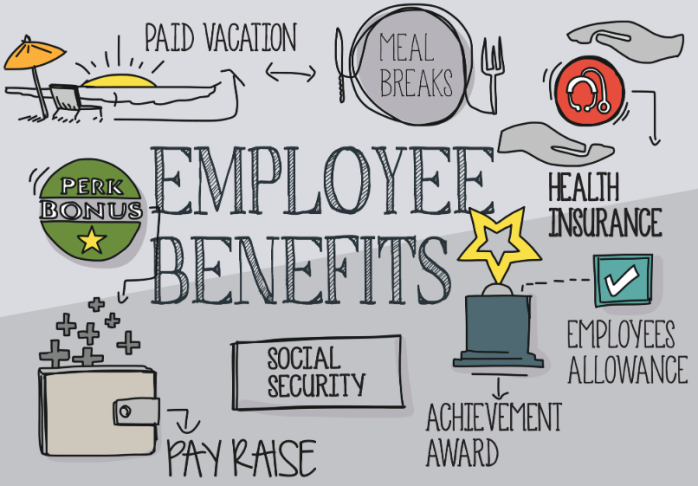 PAID VACATION
MEAL
BREAKS
PERK
BONUS
EMPLOYEE
BENEFITS
HEALTH
INSURANCE
EMPLOYEES
ALLOWANCE
SOCIAL
SECURITY
ACHIEVEMENT
AWARD
PAY RAISE